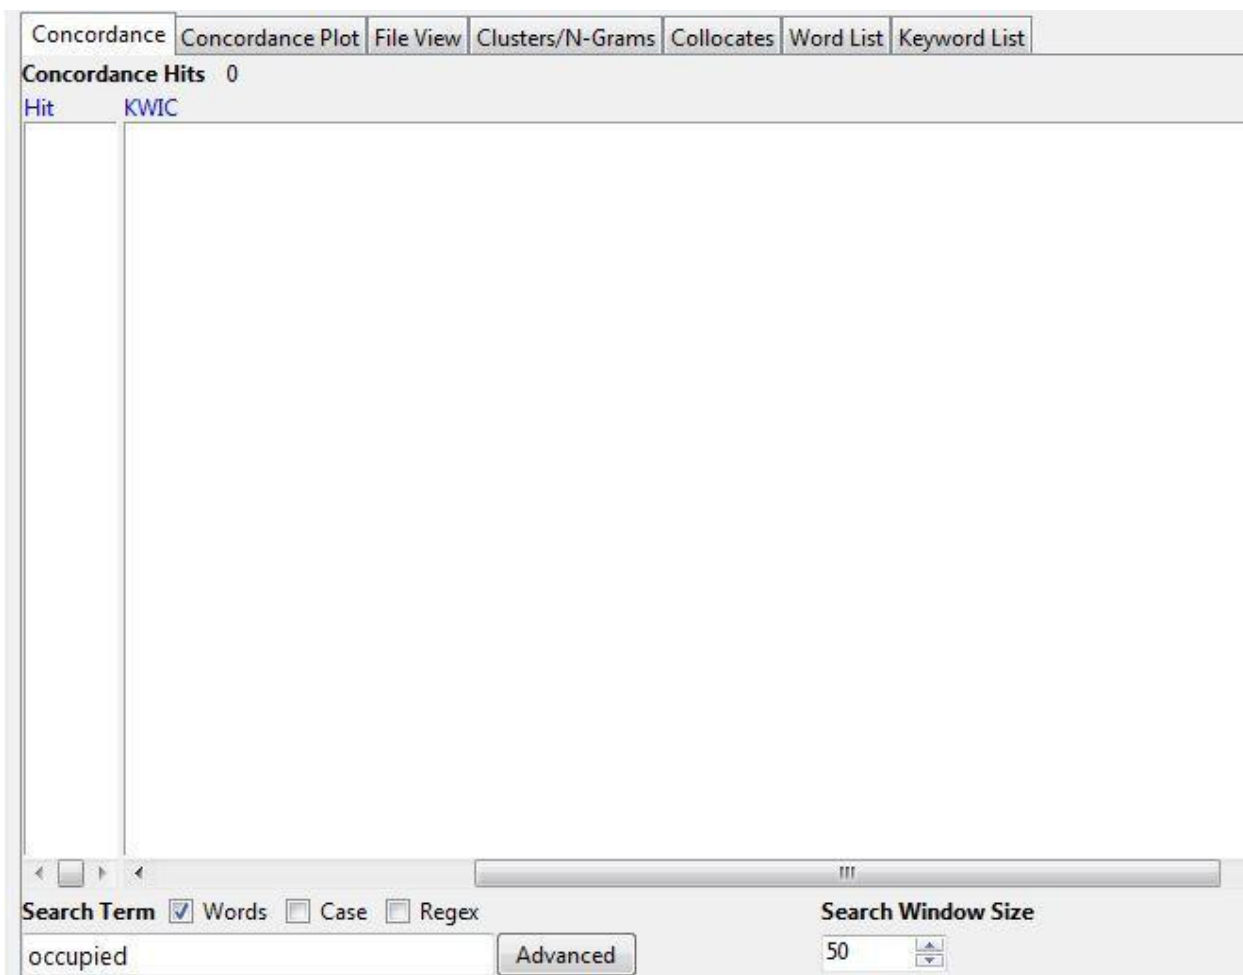 Concordance Concordance Plot File View Clusters/N-Grams Collocates Word List Keyword List
Concordance Hits 0
Hit KWIC
Search Term Words Case Regex Search Window Size
occupied Advanced 50